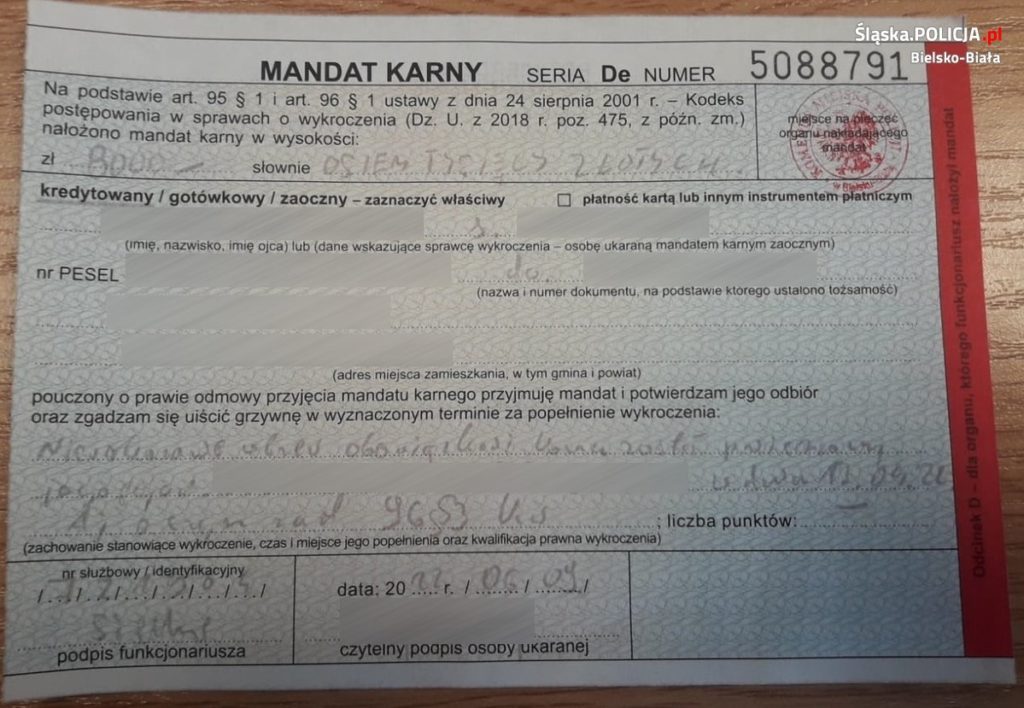 Śląska.POLICJA.pl
Bielsko-Biała
MANDAT KARNY SERIA De NUMER 5088791
Na podstawie art. 95 § 1 i art. 96 § 1 ustawy z dnia 24 sierpnia 2001 r. – Kodeks
postępowania w sprawach o wykroczenia (Dz. U. z 2018 r. poz. 475, z późn. zm.)
nałożono mandat karny w wysokości:
miejsce na pieczęć
organu nakładającego
mandat
zł 8000,– słownie OSIEM TYSIĘCY ZŁOTYCH
kredytowany / gotówkowy / zaoczny – zaznaczyć właściwy ☐ płatność kartą lub innym instrumentem płatniczym
(imię, nazwisko, imię ojca) lub (dane wskazujące sprawcę wykroczenia – osobę ukaraną mandatem karnym zaocznym)
nr PESEL do.
(nazwa i numer dokumentu, na podstawie którego ustalono tożsamość)
(adres miejsca zamieszkania, w tym gmina i powiat)
pouczony o prawie odmowy przyjęcia mandatu karnego przyjmuję mandat i potwierdzam jego odbiór
oraz zgadzam się uiścić grzywnę w wyznaczonym terminie za popełnienie wykroczenia:
96 § 3 kw ; liczba punktów: –
(zachowanie stanowiące wykroczenie, czas i miejsce jego popełnienia oraz kwalifikacja prawna wykroczenia)
nr służbowy / identyfikacyjny
data: 2022 r. / 06 / 09 /
podpis funkcjonariusza
czytelny podpis osoby ukaranej
Odcinek D – dla organu, którego funkcjonariusz nałożył mandat